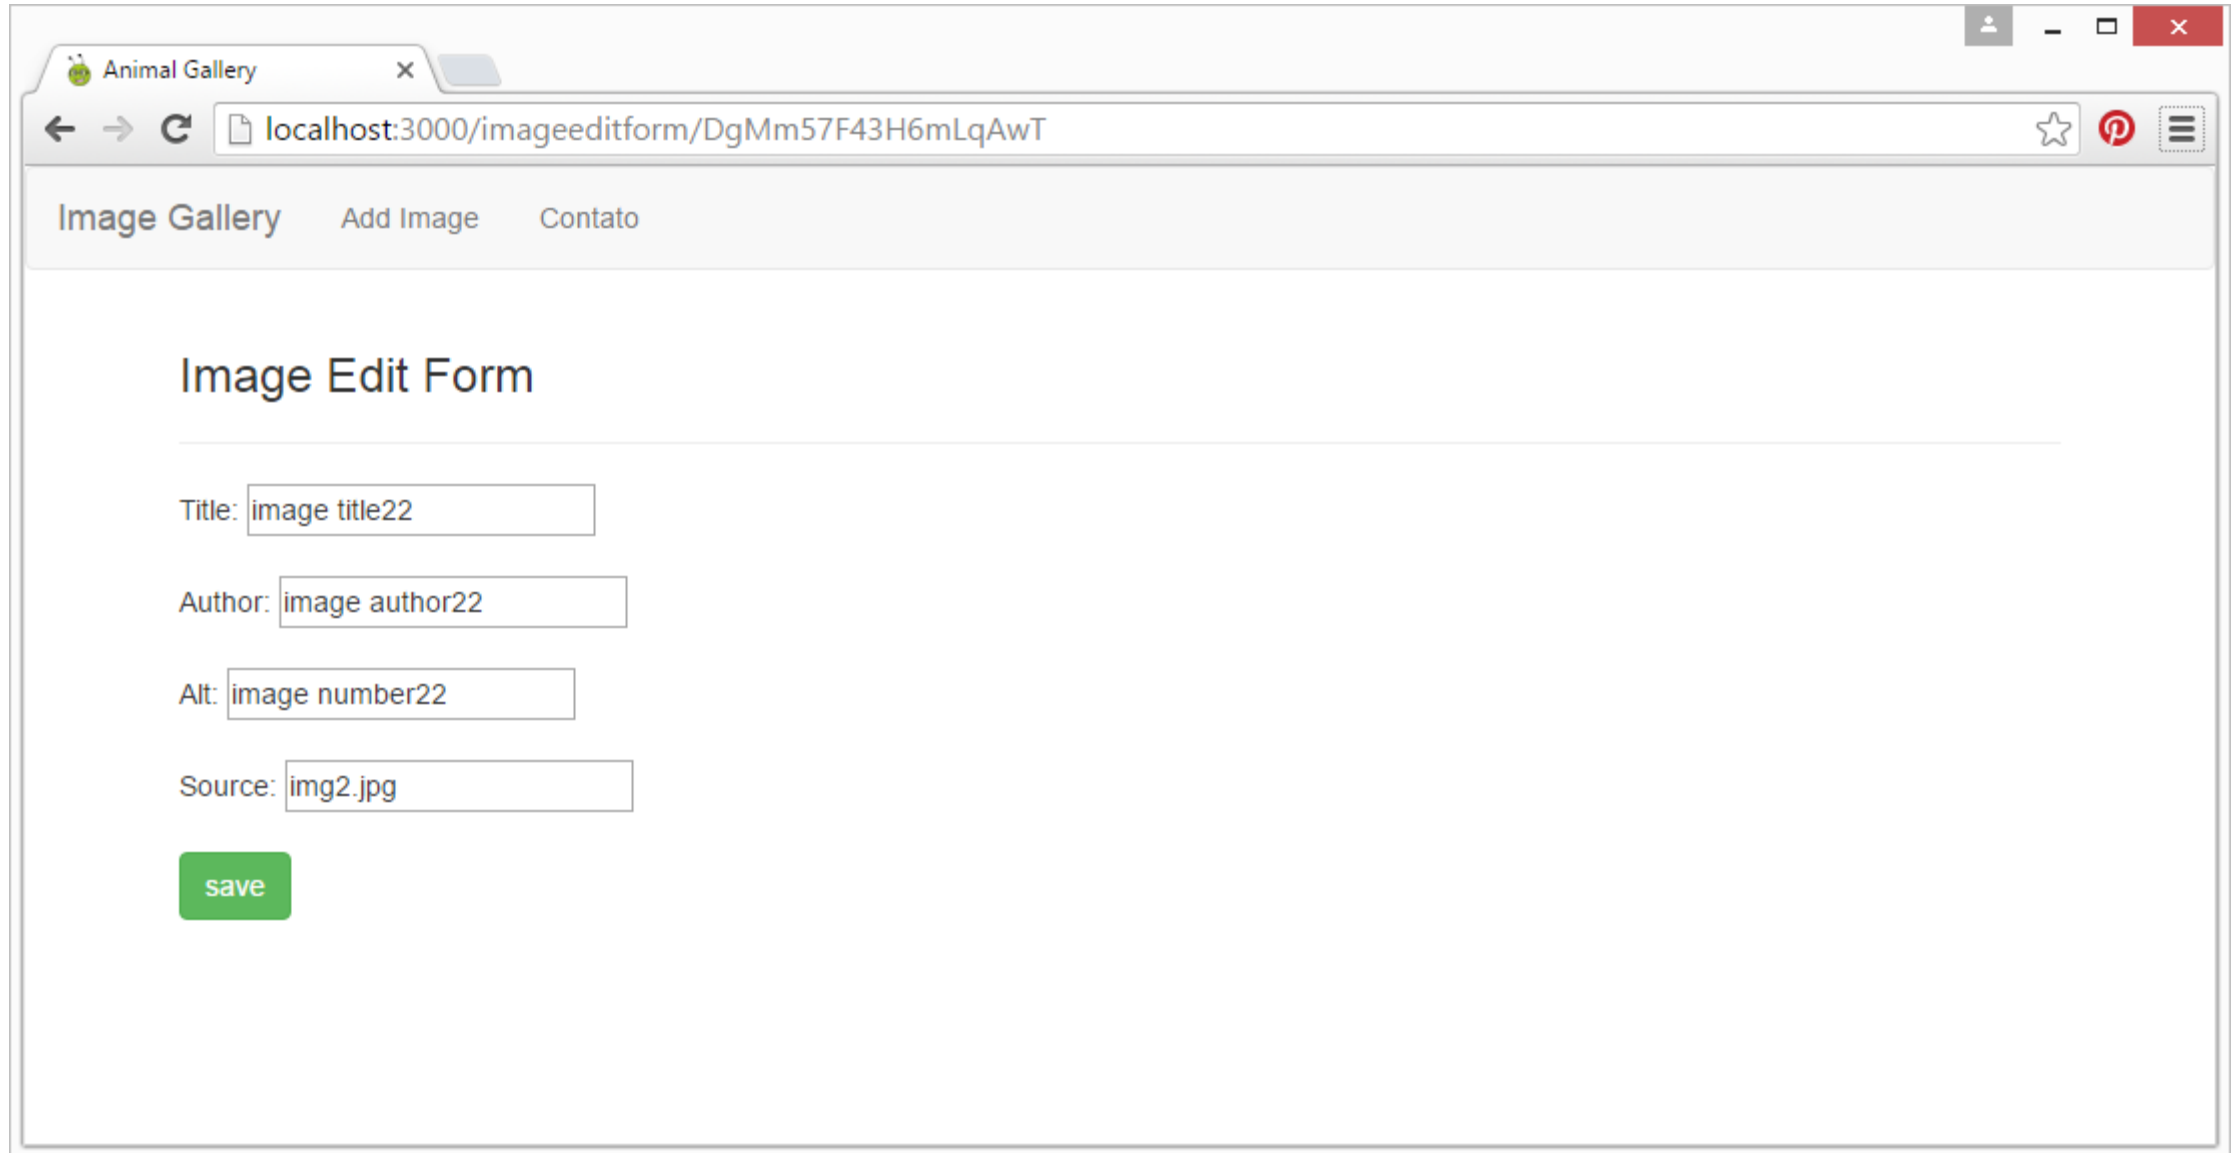 Animal Gallery
localhost:3000/imageeditform/DgMm57F43H6mLqAwT
Image Gallery Add Image Contato
Image Edit Form
Title: image title22
Author: image author22
Alt: image number22
Source: img2.jpg
save